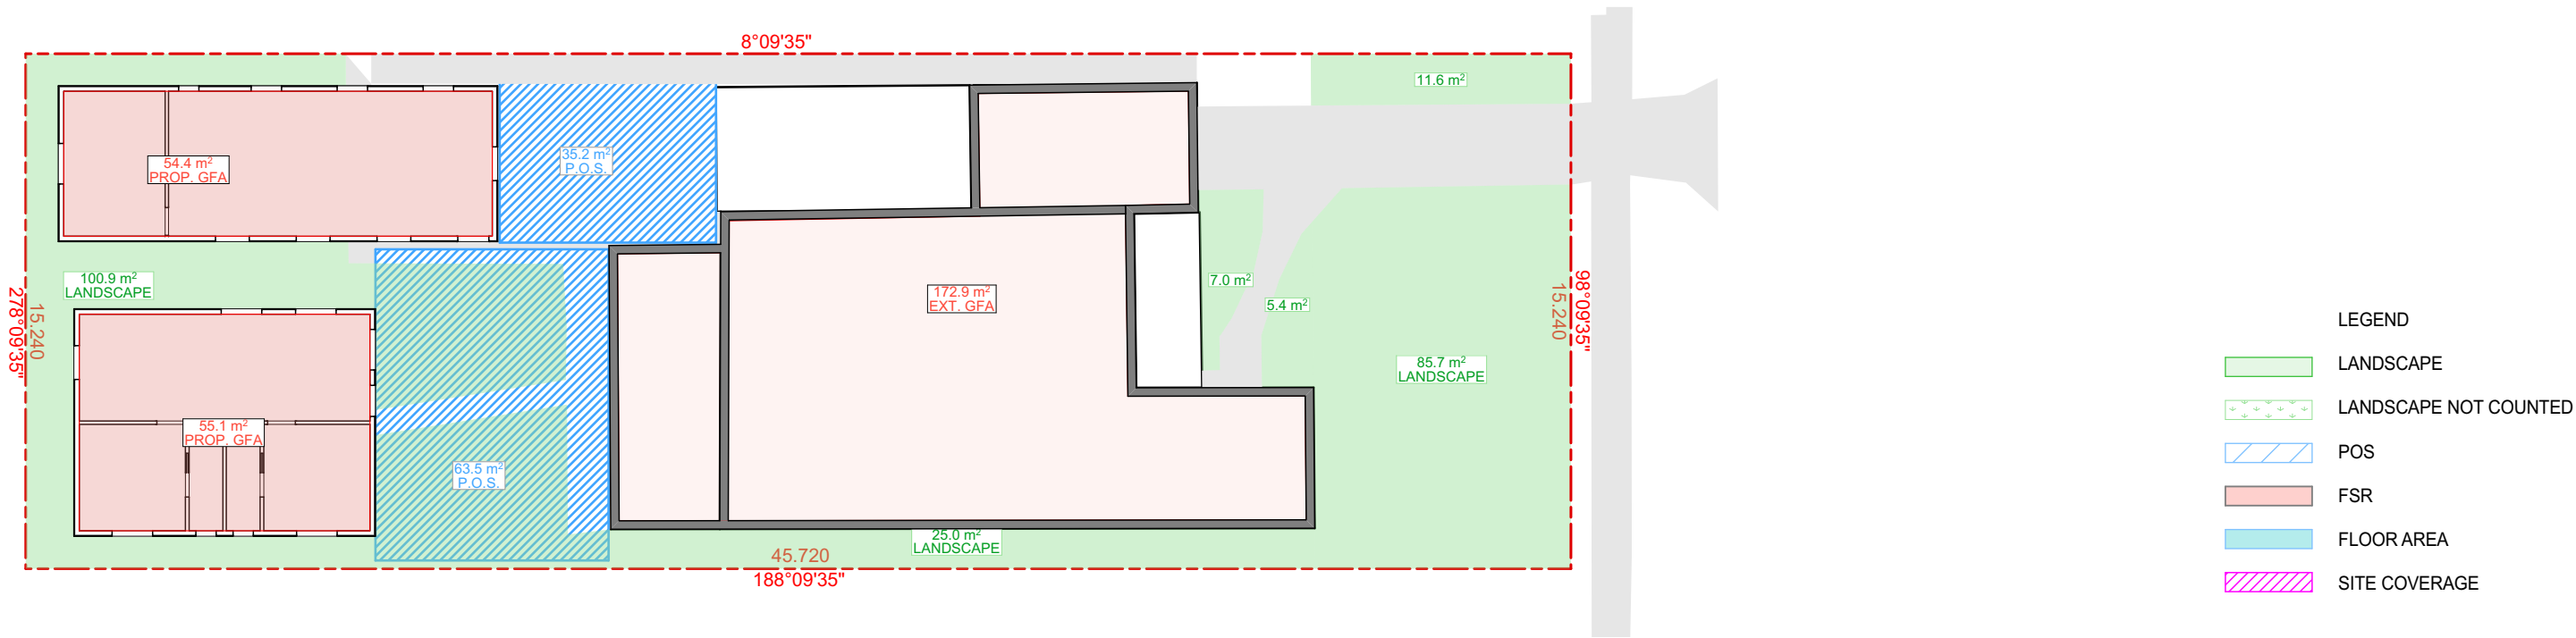 8°09'35"
11.6 m²
54.4 m²
PROP. GFA
35.2 m²
P.O.S.
100.9 m²
LANDSCAPE
278°09'35"
15.240
172.9 m²
EXT. GFA
7.0 m²
5.4 m²
15.240
98°09'35"
85.7 m²
LANDSCAPE
55.1 m²
PROP. GFA
63.5 m²
P.O.S.
25.0 m²
LANDSCAPE
45.720
188°09'35"
LEGEND
LANDSCAPE
LANDSCAPE NOT COUNTED
POS
FSR
FLOOR AREA
SITE COVERAGE